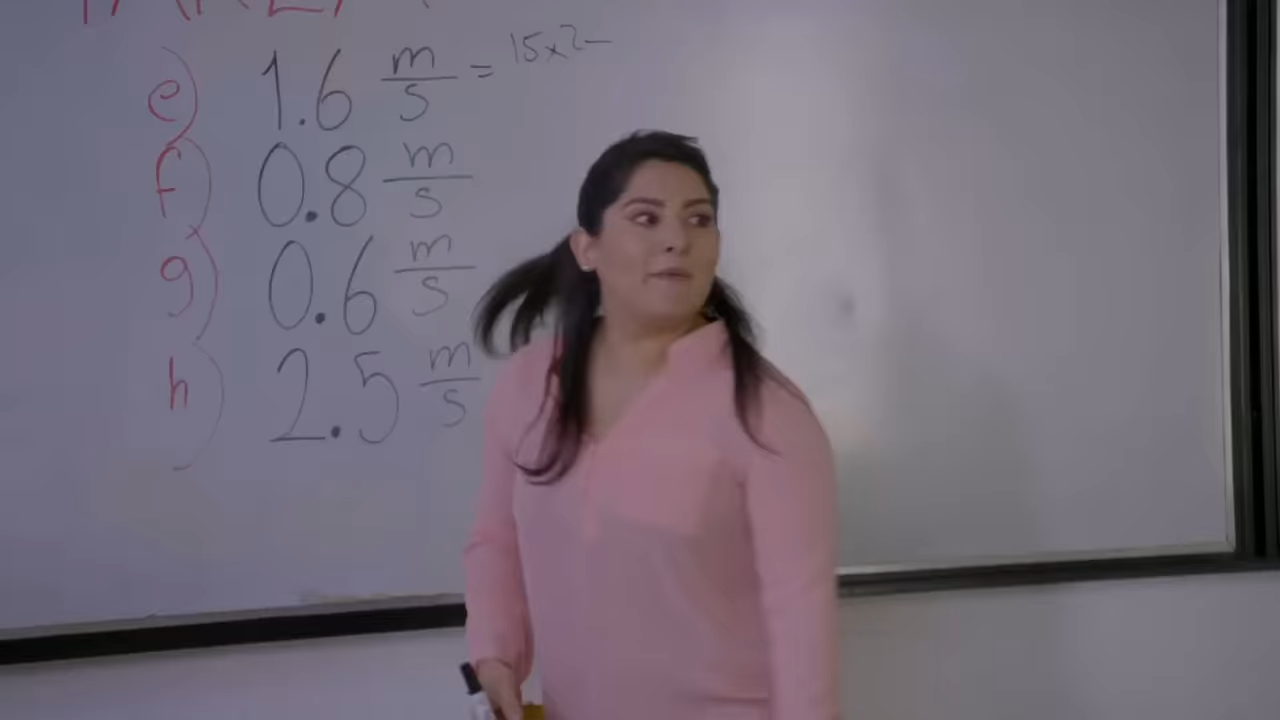 e) 1.6 m/s = 15x2
f) 0.8 m/s
g) 0.6 m/s
h) 2.5 m/s